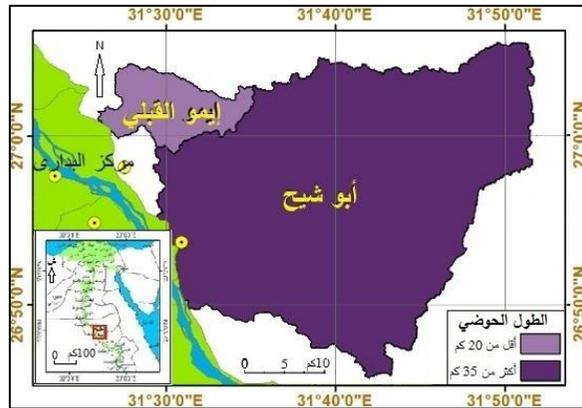 31°30'0"E
31°40'0"E
31°50'0"E
N
27°0'0"N
27°0'0"N
26°50'0"N
26°50'0"N
إيمو القبلي
مركز البدارى
أبو شيح
الطول الحوضي
أقل من 20 كم
أكثر من 35 كم
0 5 10كم
0 100كم
31°30'0"E
31°40'0"E
31°50'0"E